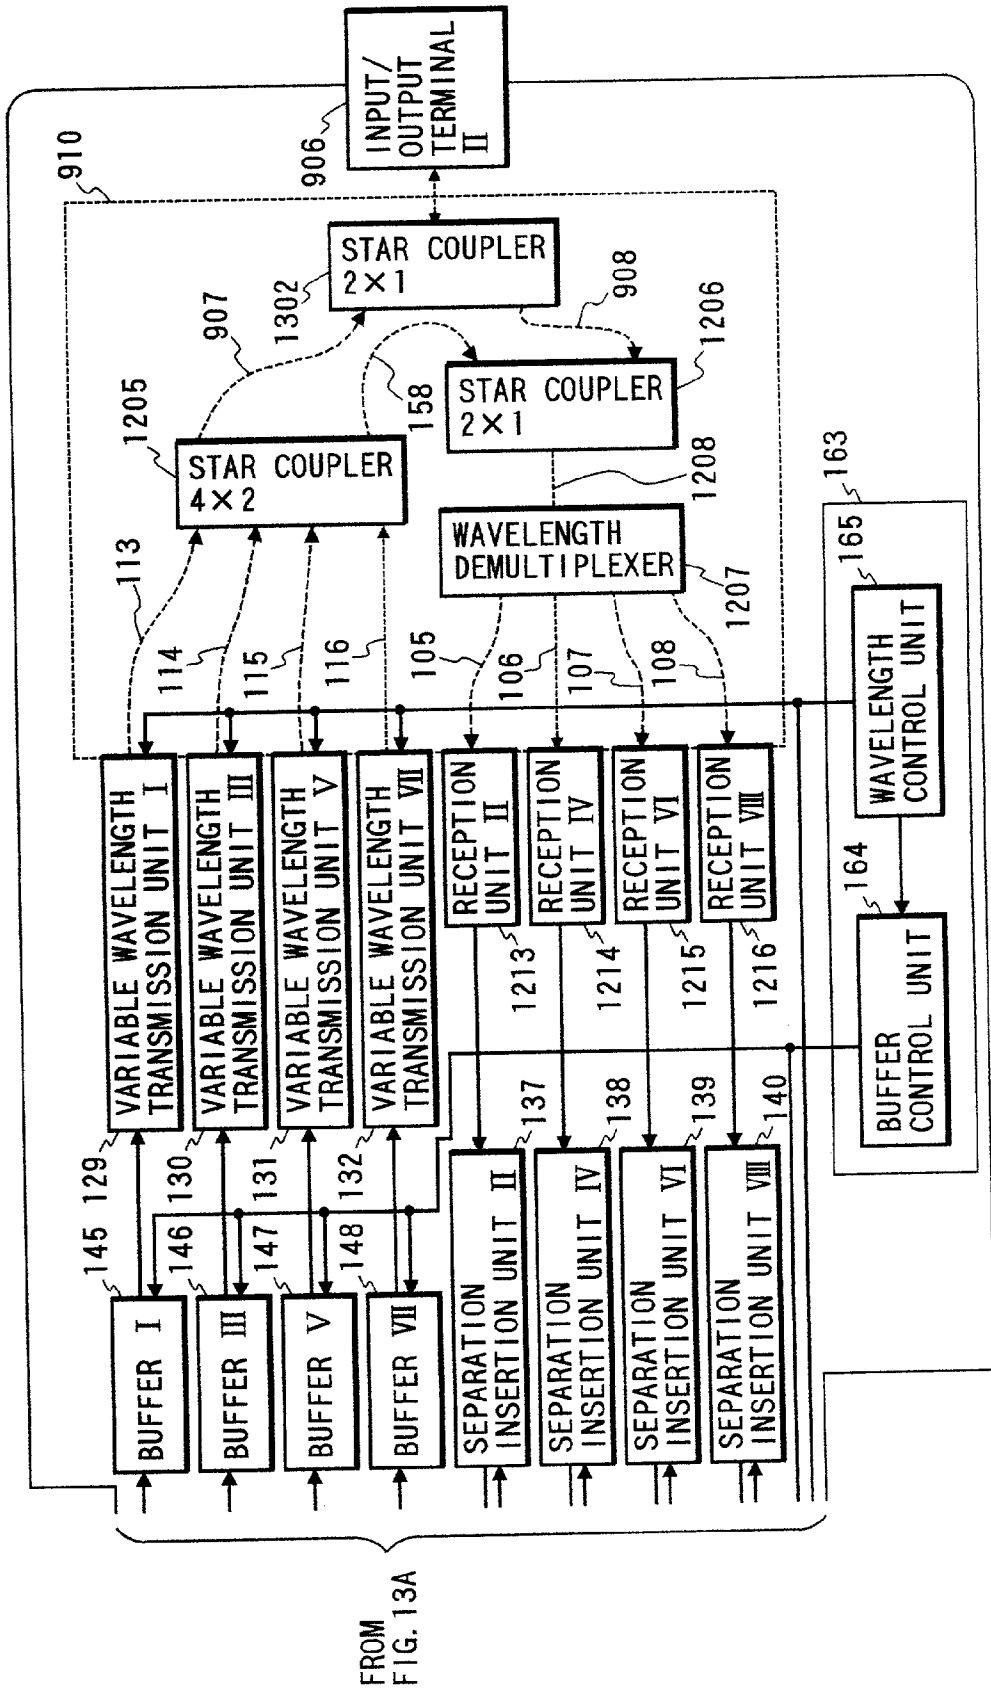 FROM
FIG. 13A
145
BUFFER I
146
BUFFER III
147
BUFFER V
148
BUFFER VII
SEPARATION
INSERTION UNIT II
137
SEPARATION
INSERTION UNIT IV
138
SEPARATION
INSERTION UNIT VI
139
SEPARATION
INSERTION UNIT VIII
140
129
VARIABLE WAVELENGTH
TRANSMISSION UNIT I
130
VARIABLE WAVELENGTH
TRANSMISSION UNIT III
131
VARIABLE WAVELENGTH
TRANSMISSION UNIT V
132
VARIABLE WAVELENGTH
TRANSMISSION UNIT VII
RECEPTION
UNIT II
1213
RECEPTION
UNIT IV
1214
RECEPTION
UNIT VI
1215
RECEPTION
UNIT VIII
1216
113
114
115
116
105
106
107
108
1205
STAR COUPLER
4×2
907
158
WAVELENGTH
DEMULTIPLEXER
1207
1208
STAR COUPLER
2×1
1206
908
1302
STAR COUPLER
2×1
910
906
INPUT/
OUTPUT
TERMINAL
II
163
164
BUFFER
CONTROL UNIT
165
WAVELENGTH
CONTROL UNIT